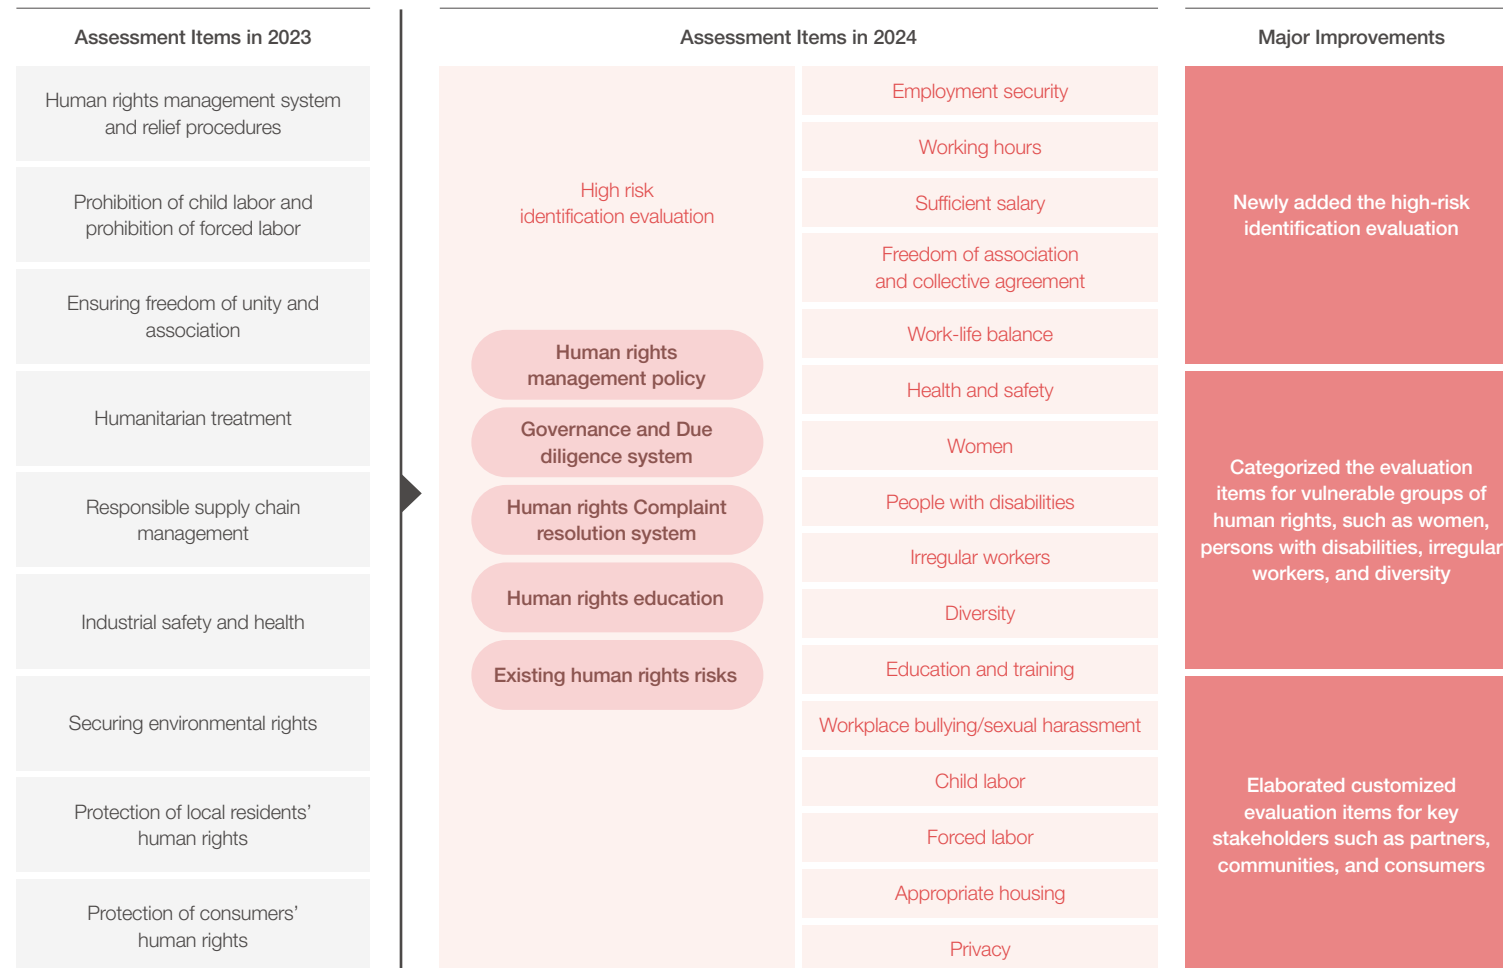 Assessment Items in 2023
Human rights management system
and relief procedures
Prohibition of child labor and
prohibition of forced labor
Ensuring freedom of unity and
association
Humanitarian treatment
Responsible supply chain
management
Industrial safety and health
Securing environmental rights
Protection of local residents’
human rights
Protection of consumers’
human rights
Assessment Items in 2024
High risk
identification evaluation
Human rights
management policy
Governance and Due
diligence system
Human rights Complaint
resolution system
Human rights education
Existing human rights risks
Employment security
Working hours
Sufficient salary
Freedom of association
and collective agreement
Work-life balance
Health and safety
Women
People with disabilities
Irregular workers
Diversity
Education and training
Workplace bullying/sexual harassment
Child labor
Forced labor
Appropriate housing
Privacy
Major Improvements
Newly added the high-risk
identification evaluation
Categorized the evaluation
items for vulnerable groups of
human rights, such as women,
persons with disabilities, irregular
workers, and diversity
Elaborated customized
evaluation items for key
stakeholders such as partners,
communities, and consumers